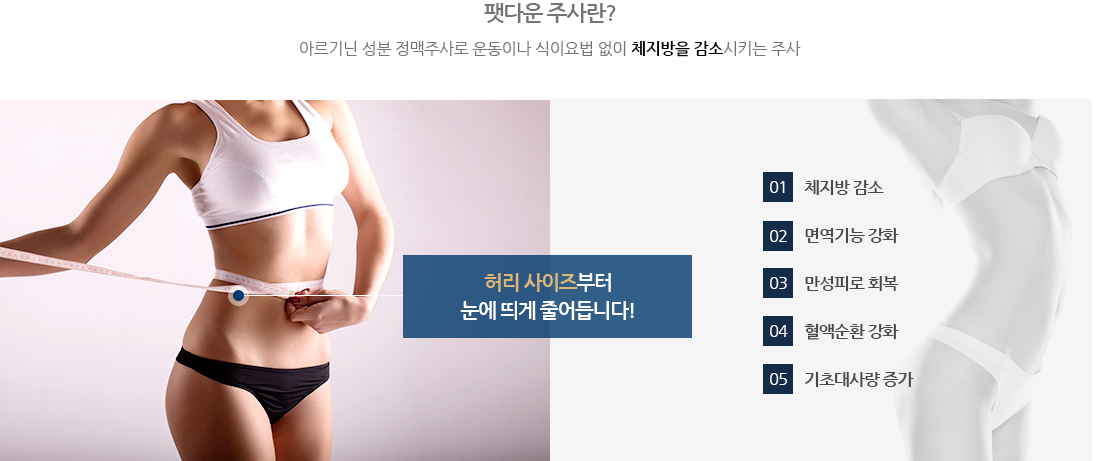 팻다운 주사란?
아르기닌 성분 정맥주사로 운동이나 식이요법 없이 체지방을 감소시키는 주사
허리 사이즈부터
눈에 띄게 줄어듭니다!
01 체지방 감소
02 면역기능 강화
03 만성피로 회복
04 혈액순환 강화
05 기초대사량 증가